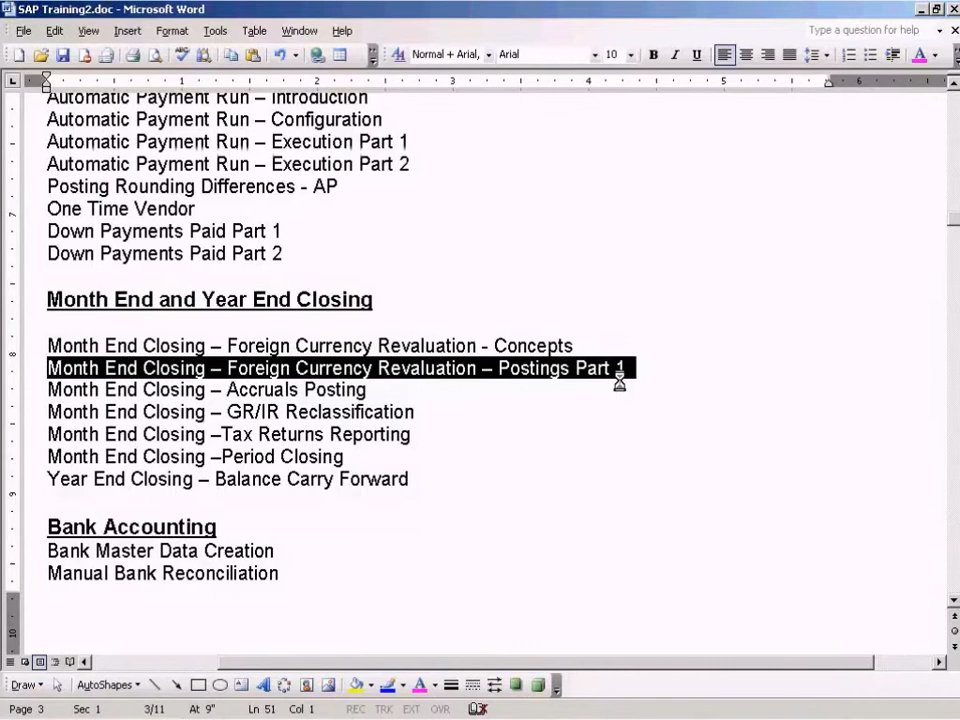 SAP Training2.doc - Microsoft Word
File Edit View Insert Format Tools Table Window Help Type a question for help
Normal + Arial, Arial 10 B I U
1 2 3 4 5 6
Automatic Payment Run – Introduction
Automatic Payment Run – Configuration
Automatic Payment Run – Execution Part 1
Automatic Payment Run – Execution Part 2
Posting Rounding Differences - AP
One Time Vendor
Down Payments Paid Part 1
Down Payments Paid Part 2
Month End and Year End Closing
Month End Closing – Foreign Currency Revaluation - Concepts
Month End Closing – Foreign Currency Revaluation – Postings Part 1
Month End Closing – Accruals Posting
Month End Closing – GR/IR Reclassification
Month End Closing –Tax Returns Reporting
Month End Closing –Period Closing
Year End Closing – Balance Carry Forward
Bank Accounting
Bank Master Data Creation
Manual Bank Reconciliation
Draw AutoShapes A
Page 3 Sec 1 3/11 At 9" Ln 51 Col 1 REC TRK EXT OVR